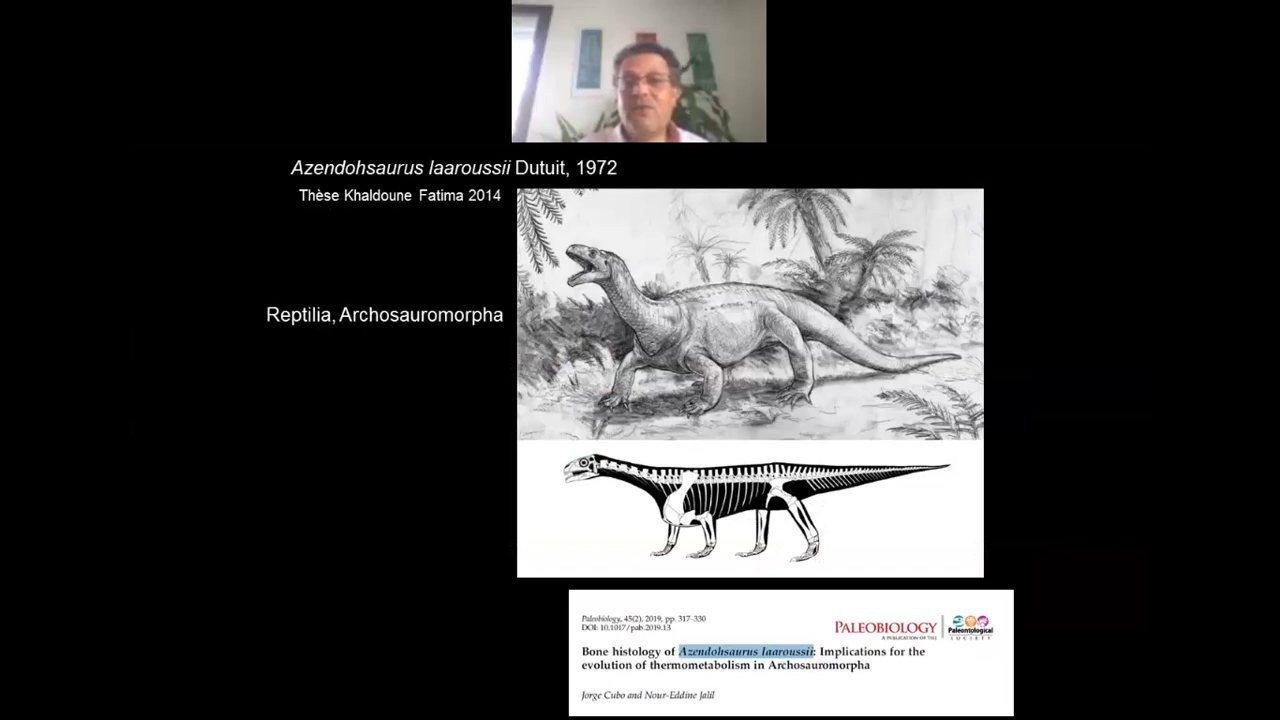 Azendohsaurus laaroussii Dutuit, 1972
Thèse Khaldoune Fatima 2014
Reptilia, Archosauromorpha
Paleobiology, 45(2), 2019, pp. 317–330
DOI: 10.1017/pab.2019.13
PALEOBIOLOGY
A PUBLICATION OF THE
Paleontological
SOCIETY
Bone histology of Azendohsaurus laaroussii: Implications for the
evolution of thermometabolism in Archosauromorpha
Jorge Cubo and Nour-Eddine Jalil